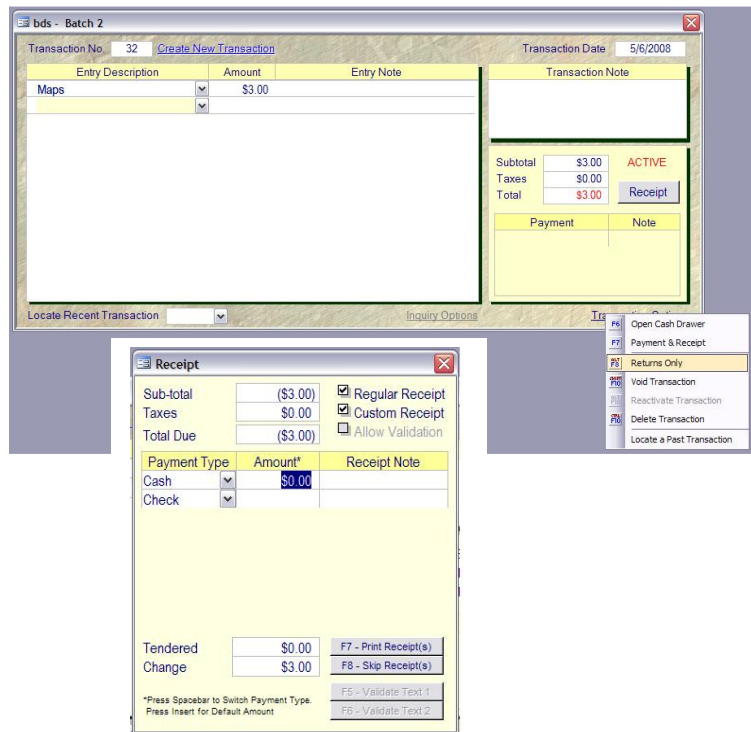 bds - Batch 2
Transaction No. 32 Create New Transaction Transaction Date 5/6/2008
Entry Description Amount Entry Note Transaction Note
Maps $3.00
Subtotal $3.00 ACTIVE
Taxes $0.00
Total $3.00 Receipt
Payment Note
Locate Recent Transaction Inquiry Options
F6 Open Cash Drawer
F7 Payment & Receipt
ALT F8 Returns Only
F10 Void Transaction
Reactivate Transaction
F10 Delete Transaction
Locate a Past Transaction
Receipt
Sub-total ($3.00) Regular Receipt
Taxes $0.00 Custom Receipt
Total Due ($3.00) Allow Validation
Payment Type Amount* Receipt Note
Cash $0.00
Check
Tendered $0.00 F7 - Print Receipt(s)
Change $3.00 F8 - Skip Receipt(s)
*Press Spacebar to Switch Payment Type. F5 - Validate Text 1
Press Insert for Default Amount F6 - Validate Text 2